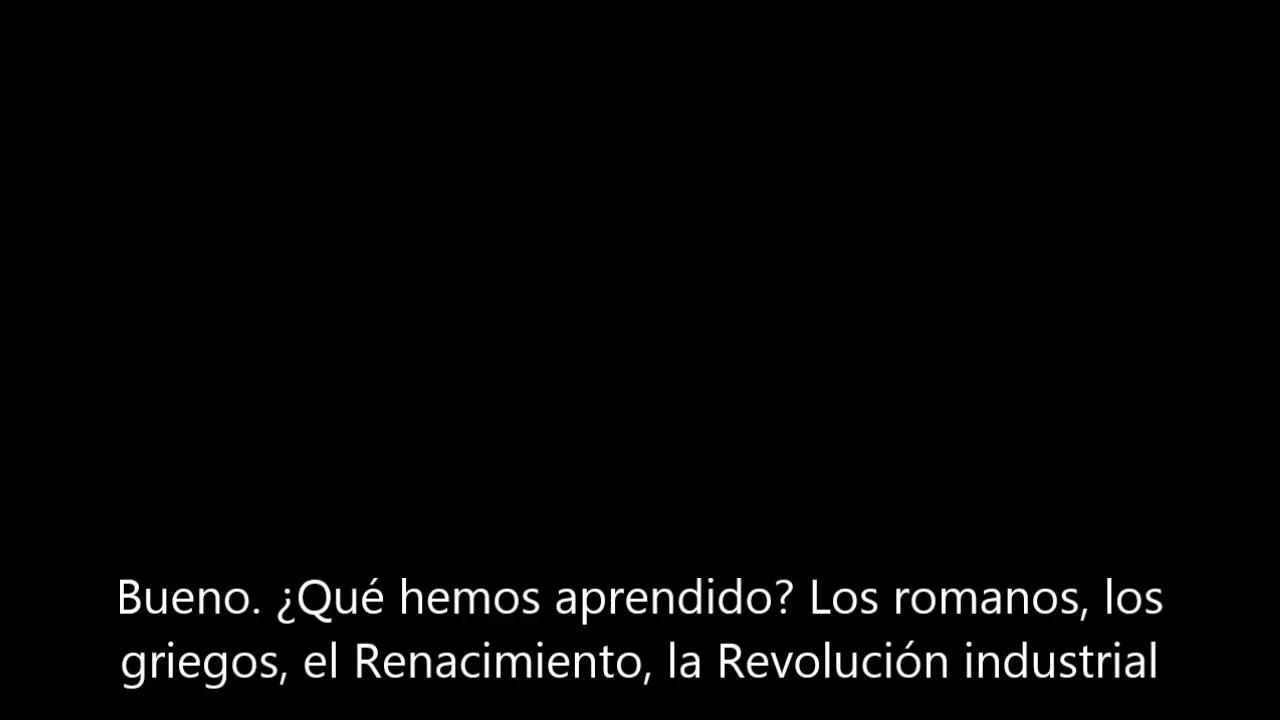 Bueno. ¿Qué hemos aprendido? Los romanos, los
griegos, el Renacimiento, la Revolución industrial